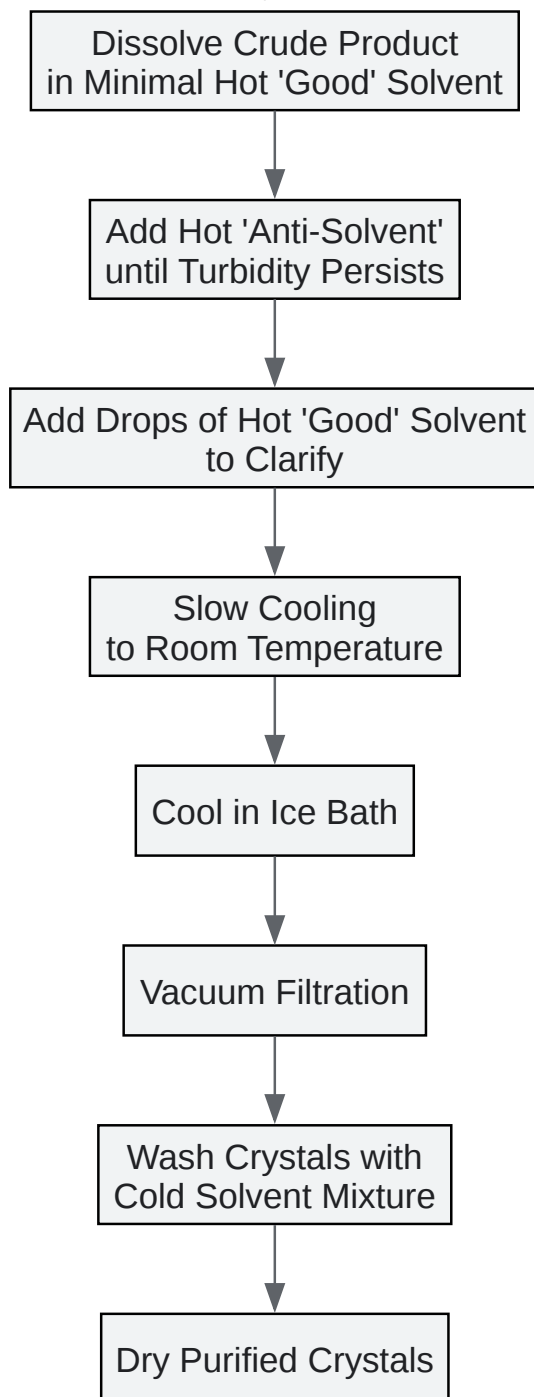 Dissolve Crude Product
in Minimal Hot 'Good' Solvent
Add Hot 'Anti-Solvent'
until Turbidity Persists
Add Drops of Hot 'Good' Solvent
to Clarify
Slow Cooling
to Room Temperature
Cool in Ice Bath
Vacuum Filtration
Wash Crystals with
Cold Solvent Mixture
Dry Purified Crystals